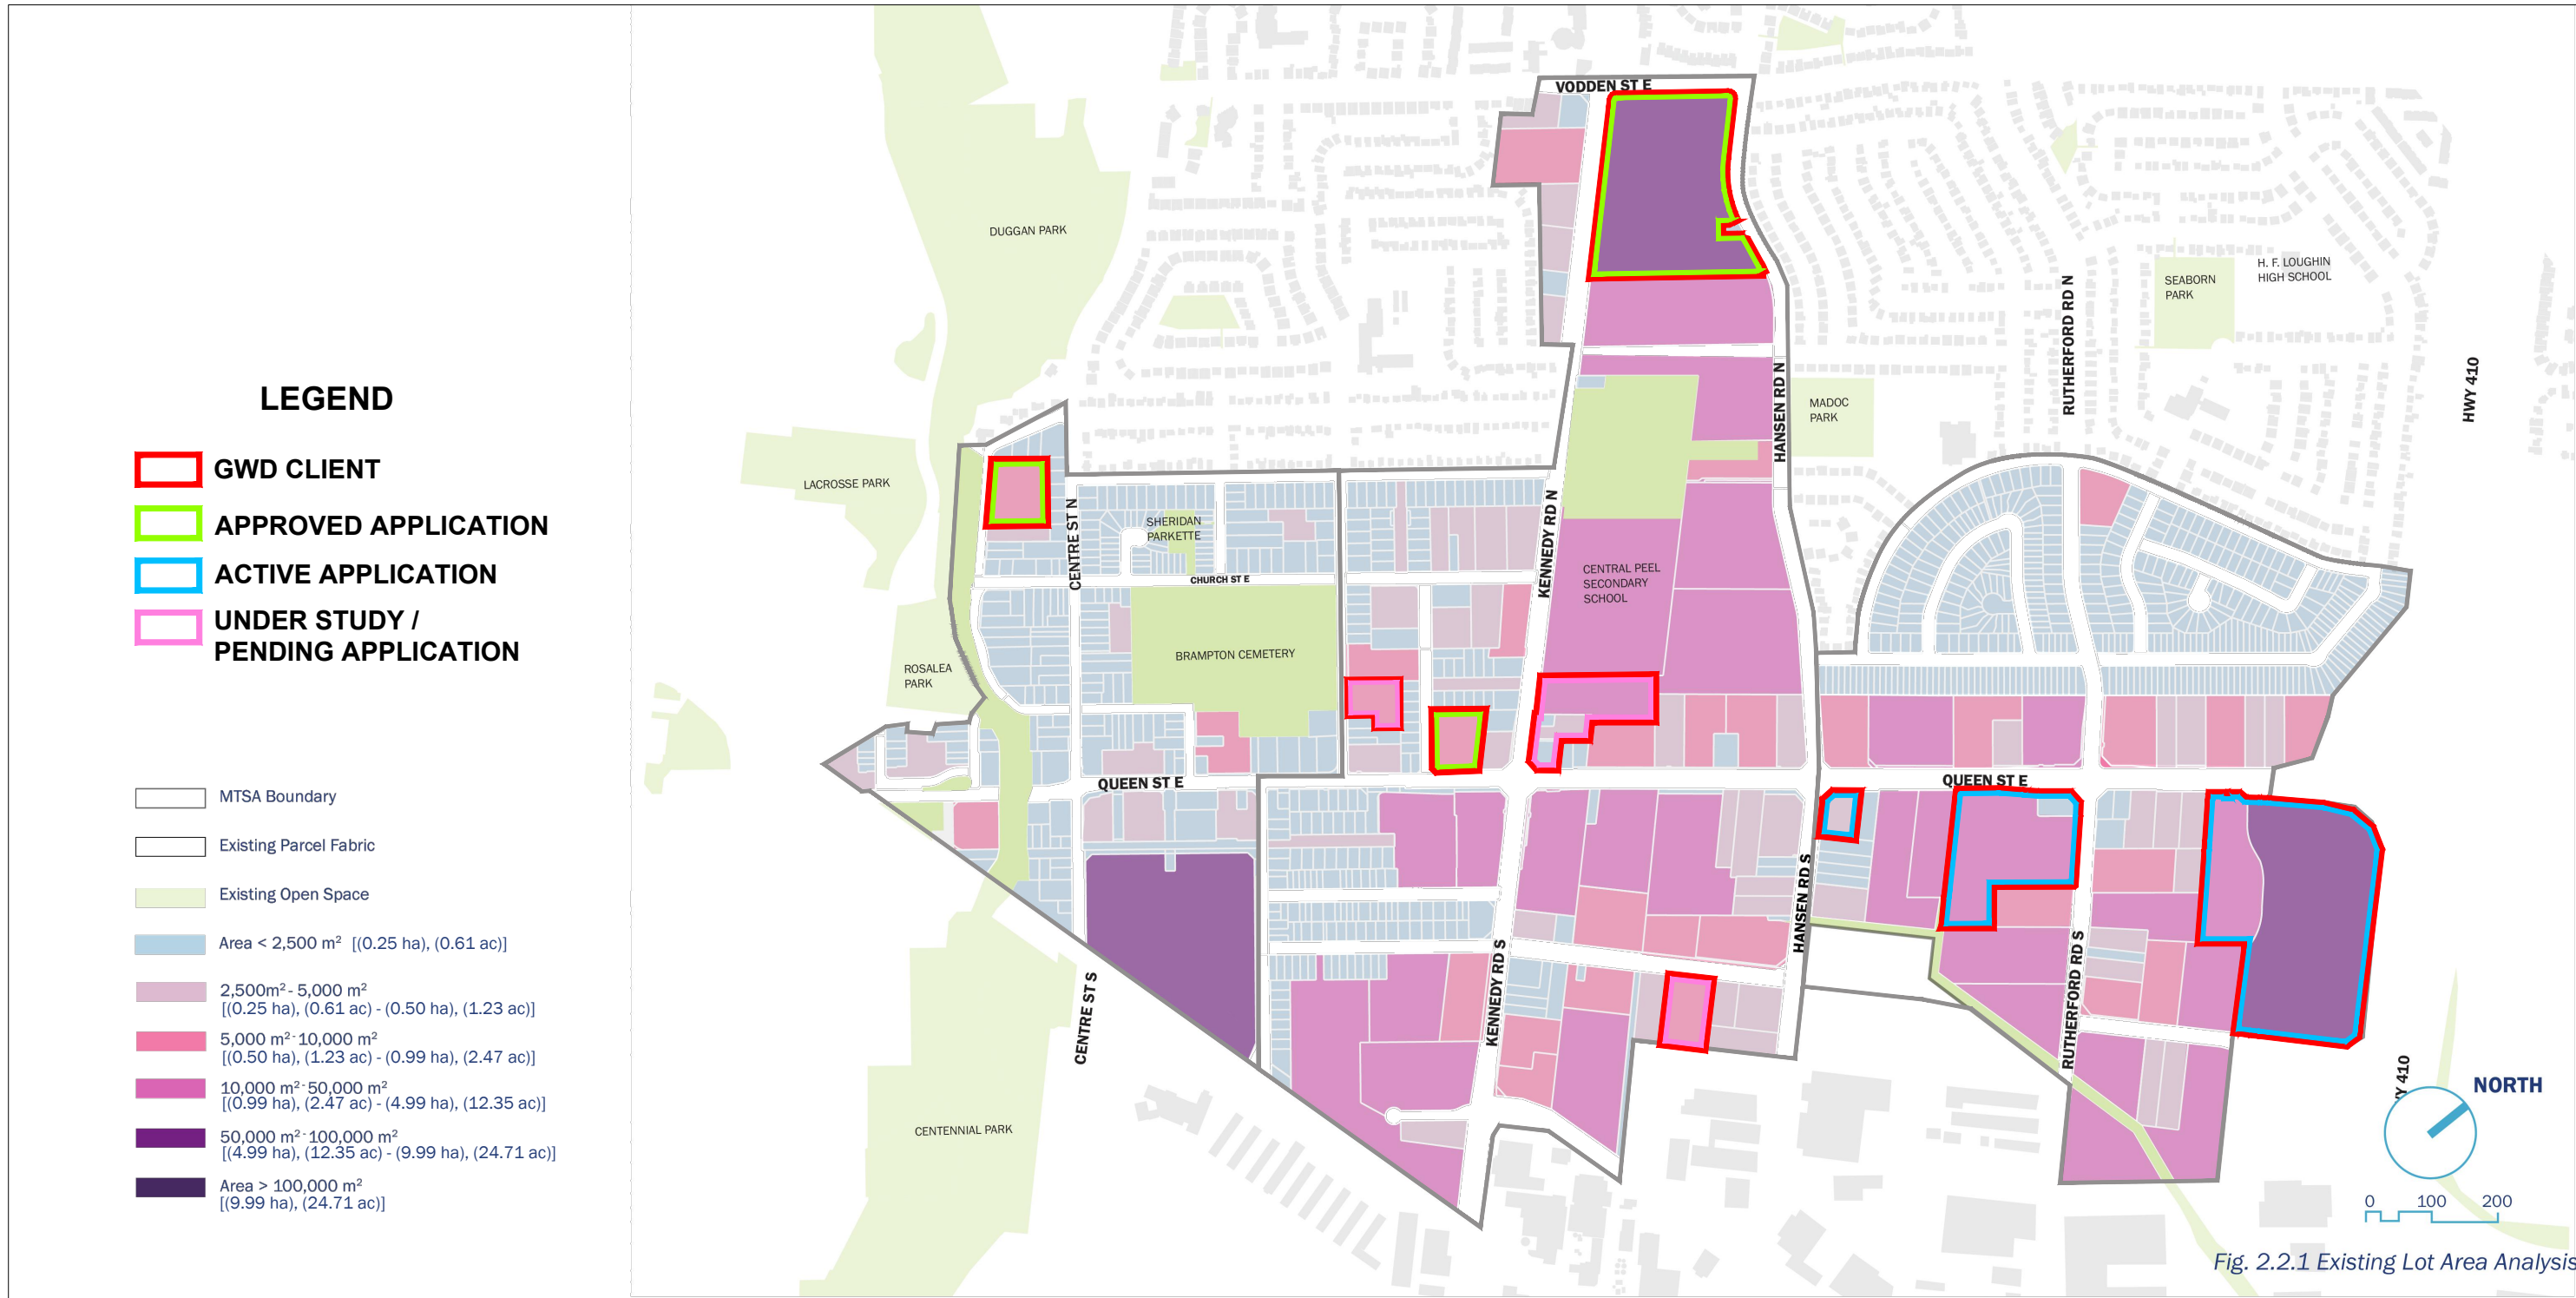 LEGEND
GWD CLIENT
APPROVED APPLICATION
ACTIVE APPLICATION
UNDER STUDY /
PENDING APPLICATION
MTSA Boundary
Existing Parcel Fabric
Existing Open Space
Area < 2,500 m² [(0.25 ha), (0.61 ac)]
2,500m² - 5,000 m²
[(0.25 ha), (0.61 ac) - (0.50 ha), (1.23 ac)]
5,000 m² - 10,000 m²
[(0.50 ha), (1.23 ac) - (0.99 ha), (2.47 ac)]
10,000 m² - 50,000 m²
[(0.99 ha), (2.47 ac) - (4.99 ha), (12.35 ac)]
50,000 m² - 100,000 m²
[(4.99 ha), (12.35 ac) - (9.99 ha), (24.71 ac)]
Area > 100,000 m²
[(9.99 ha), (24.71 ac)]
VODDEN ST E
DUGGAN PARK
H. F. LOUGHIN
HIGH SCHOOL
SEABORN
PARK
RUTHERFORD RD N
HWY 410
HANSEN RD N
MADOC
PARK
LACROSSE PARK
CENTRE ST N
SHERIDAN
PARKETTE
KENNEDY RD N
CHURCH ST E
CENTRAL PEEL
SECONDARY
SCHOOL
BRAMPTON CEMETERY
ROSALEA
PARK
QUEEN ST E
QUEEN ST E
HANSEN RD S
KENNEDY RD S
RUTHERFORD RD S
CENTRE ST S
CENTENNIAL PARK
Y 410
NORTH
0 100 200
Fig. 2.2.1 Existing Lot Area Analysis